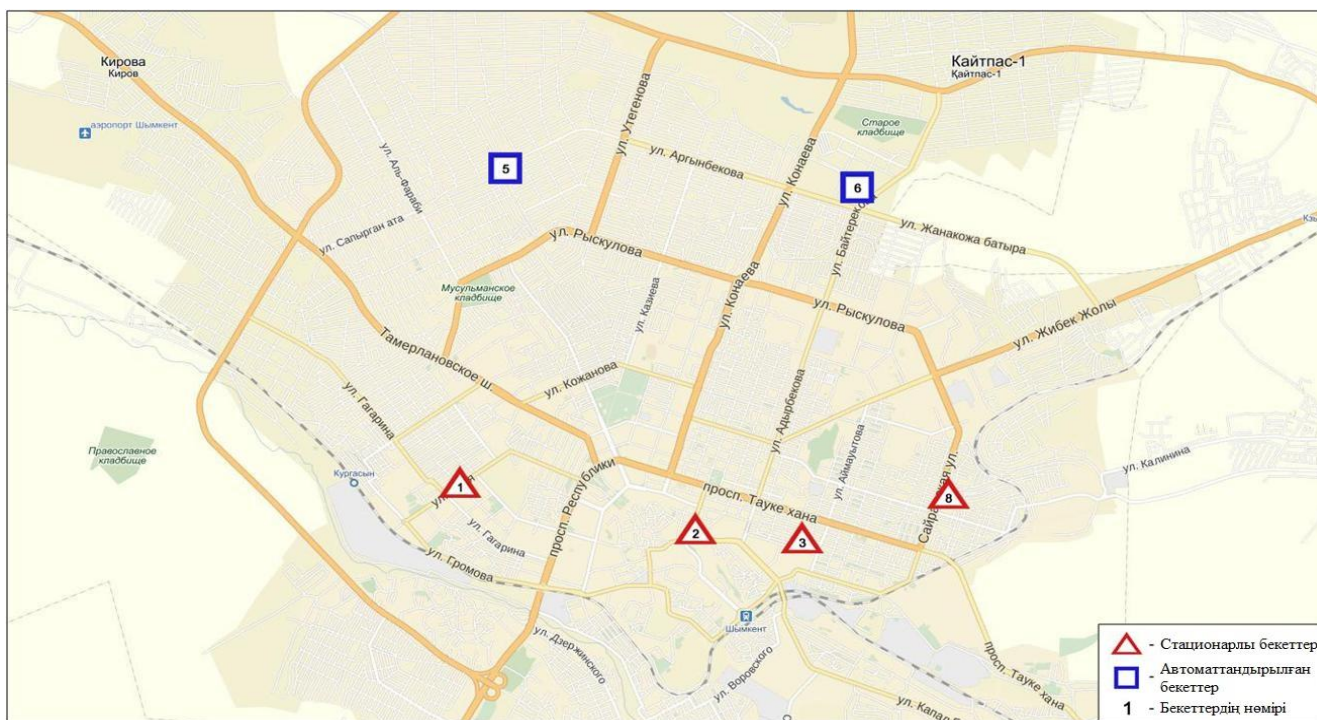 Кирова
Киров
Кайтпас-1
Қайтпас-1
аэропорт Шымкент
Старое
кладбище
ул. Утегенова
ул. Аль-Фараби
ул. Аргынбекова
ул. Конаева
5
6
ул. Сапырган ата
ул. Рыскулова
ул. Байтерекова
ул. Жанакожа батыра
Мусульманское
кладбище
ул. Казиева
ул. Конаева
ул. Рыскулова
ул. Жибек Жолы
Тамерлановское ш.
ул. Кожанова
ул. Гагарина
ул. Адырбекова
ул. Аймауытова
Православное
кладбище
Кургасын
1
просп. Республики
просп. Тауке хана
8
ул. Калинина
ул. Гагарина
2
3
ул. Громова
Шымкент
ул. Дзержинского
ул. Воровского
просп. Тауке хана
- Стационарлы бекеттер
- Автоматтандырылған
бекеттер
1 - Бекеттердің нөмірі